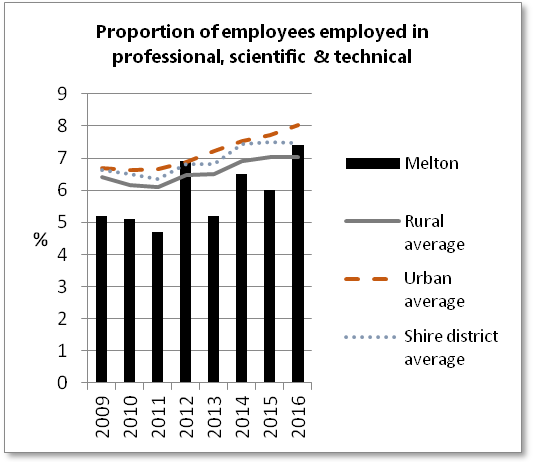 Proportion of employees employed in
professional, scientific & technical
9
8
7
6
5
4
3
2
1
0
%
2009
2010
2011
2012
2013
2014
2015
2016
Melton
Rural
average
Urban
average
Shire district
average